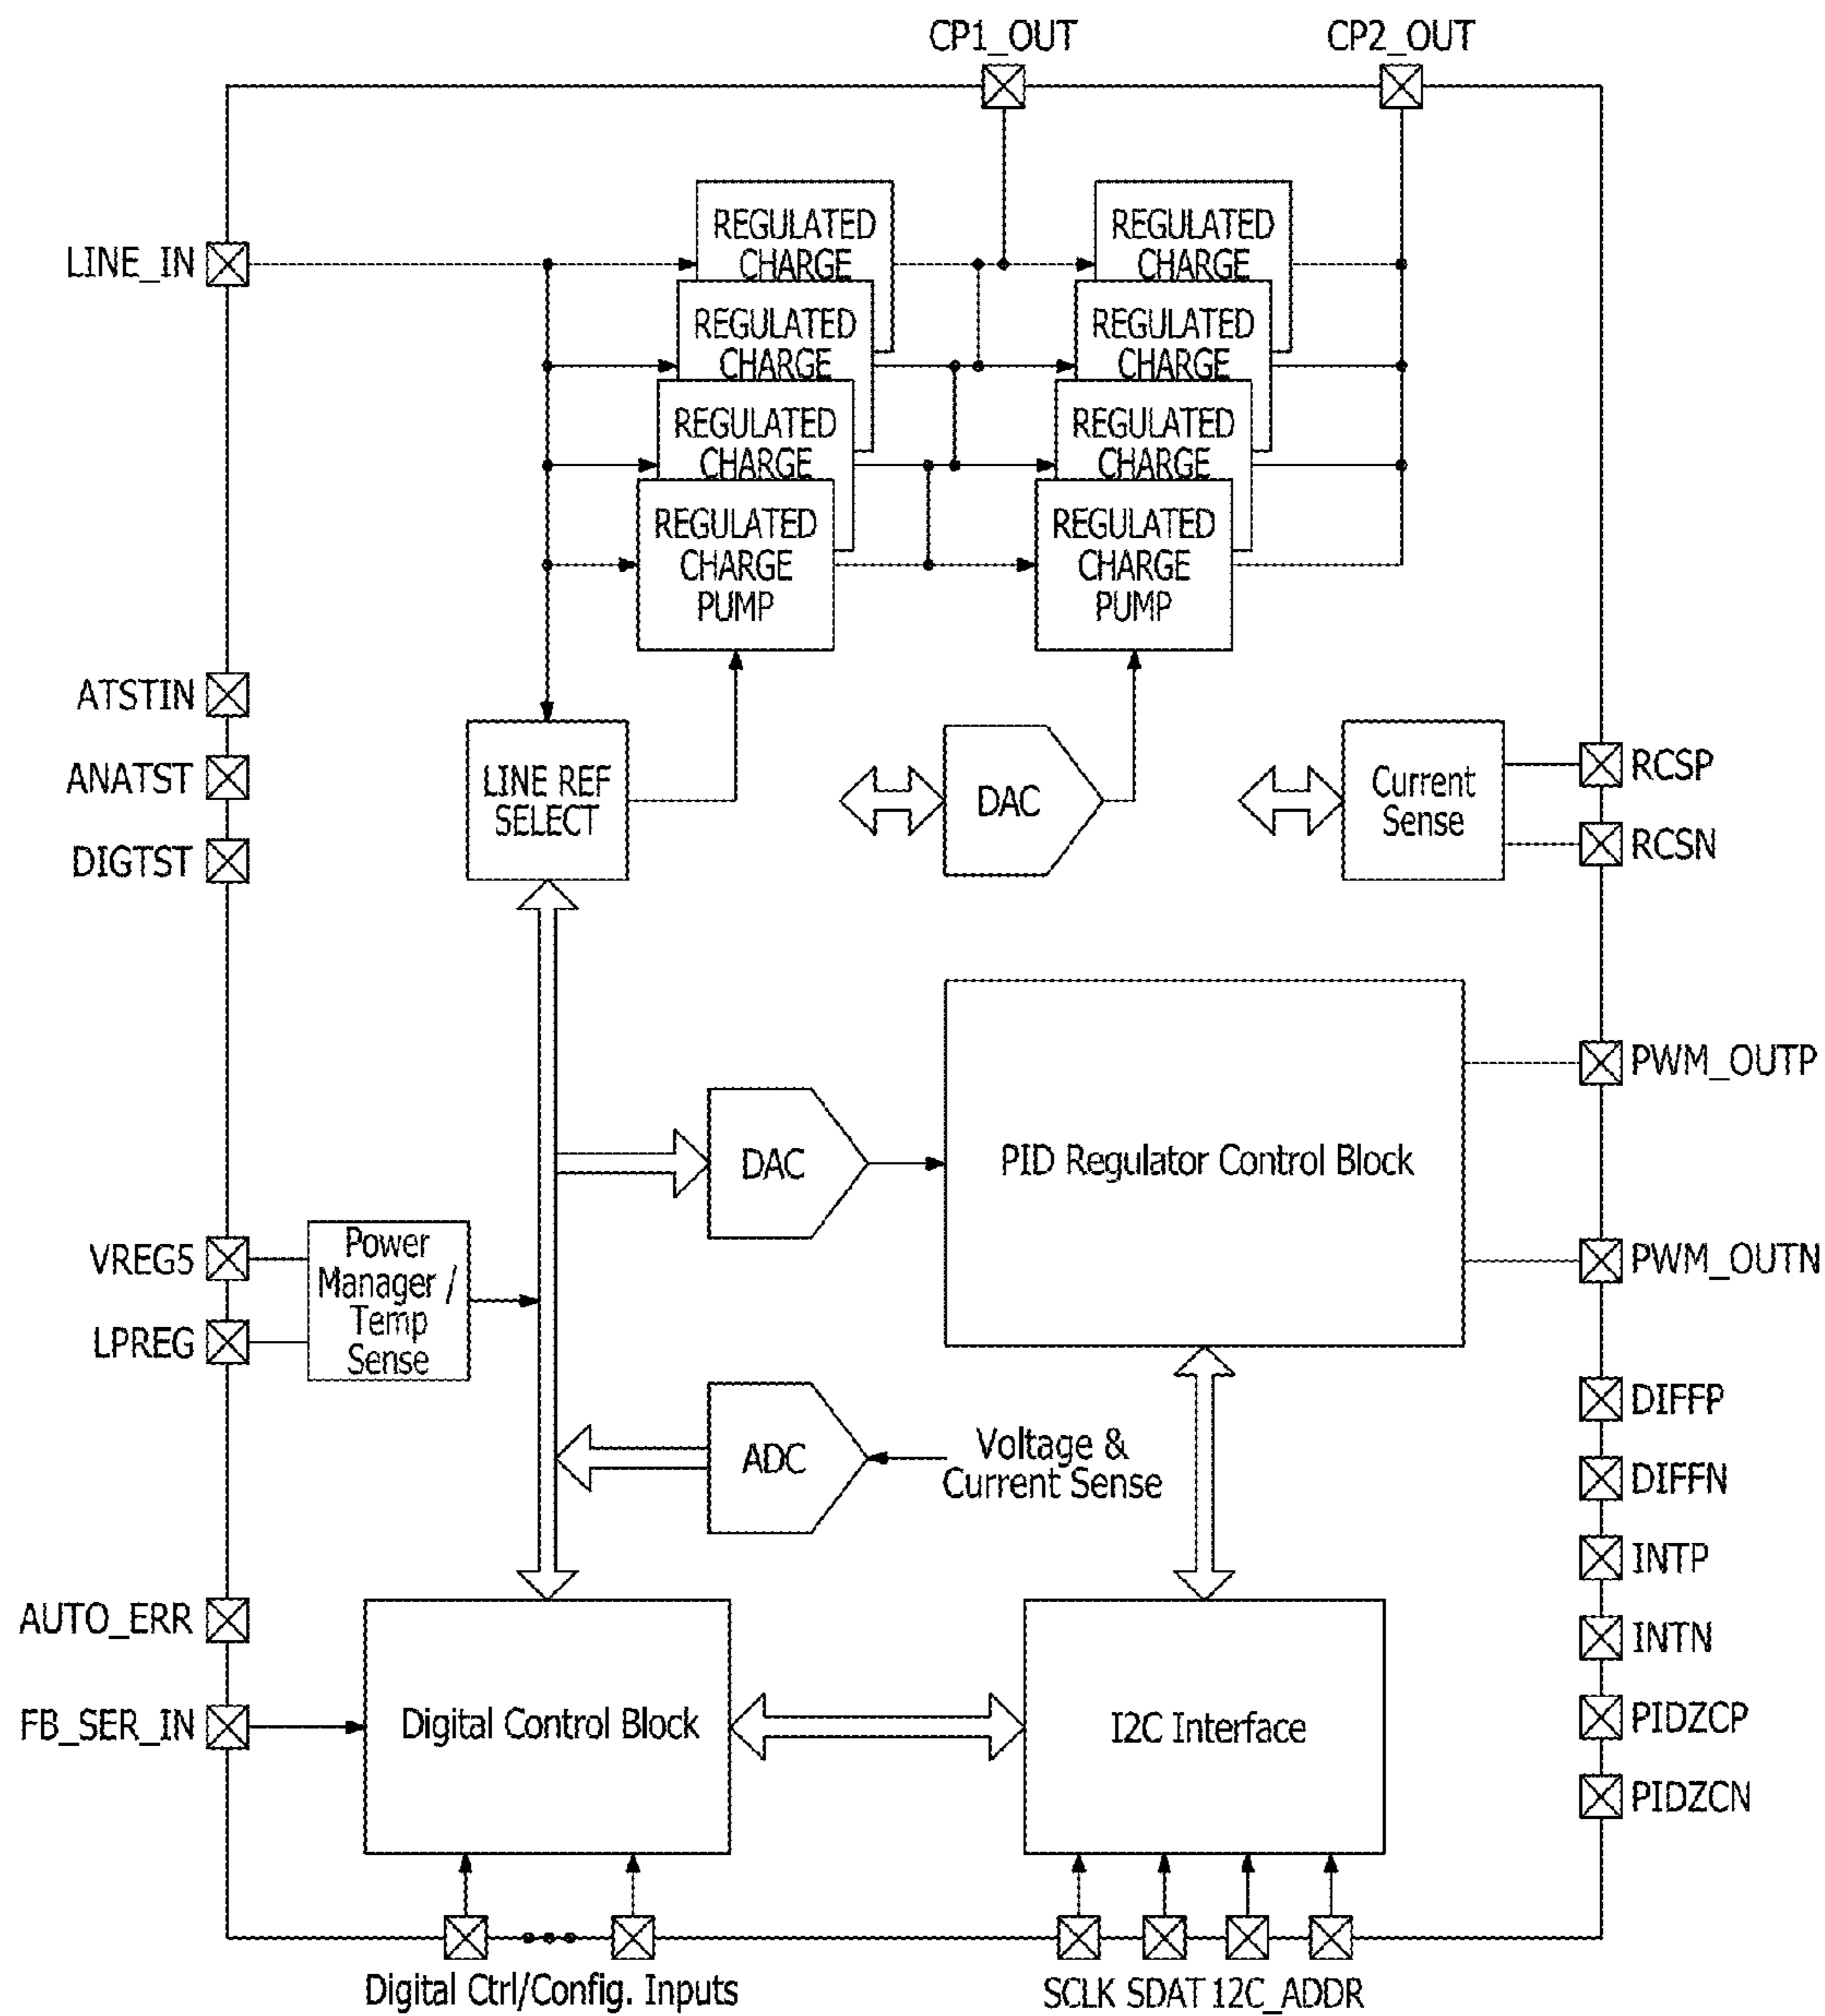 CP1_OUT
CP2_OUT
LINE_IN
REGULATED
CHARGE
REGULATED
CHARGE
REGULATED
CHARGE
REGULATED
CHARGE
PUMP
REGULATED
CHARGE
REGULATED
CHARGE
REGULATED
CHARGE
REGULATED
CHARGE
PUMP
ATSTIN
ANATST
DIGTST
LINE REF
SELECT
DAC
Current
Sense
RCSP
RCSN
PID Regulator Control Block
DAC
PWM_OUTP
PWM_OUTN
VREG5
LPREG
Power
Manager /
Temp
Sense
ADC
Voltage &
Current Sense
DIFFP
DIFFN
INTP
INTN
PIDZCP
PIDZCN
AUTO_ERR
FB_SER_IN
Digital Control Block
I2C Interface
Digital Ctrl/Config. Inputs
SCLK SDAT I2C_ADDR